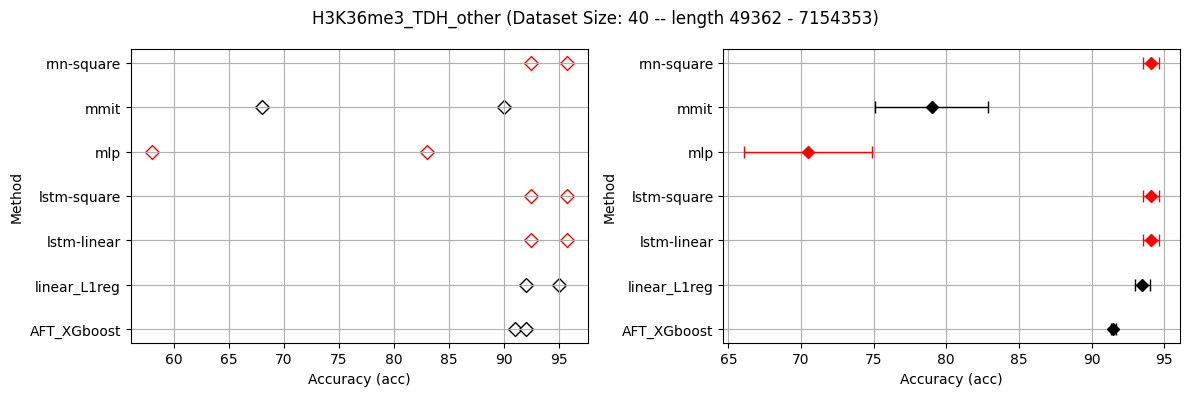 H3K36me3_TDH_other (Dataset Size: 40 -- length 49362 - 7154353)
Method
rnn-square
mmit
mlp
lstm-square
lstm-linear
linear_L1reg
AFT_XGboost
60 65 70 75 80 85 90 95
Accuracy (acc)
Method
rnn-square
mmit
mlp
lstm-square
lstm-linear
linear_L1reg
AFT_XGboost
65 70 75 80 85 90 95
Accuracy (acc)